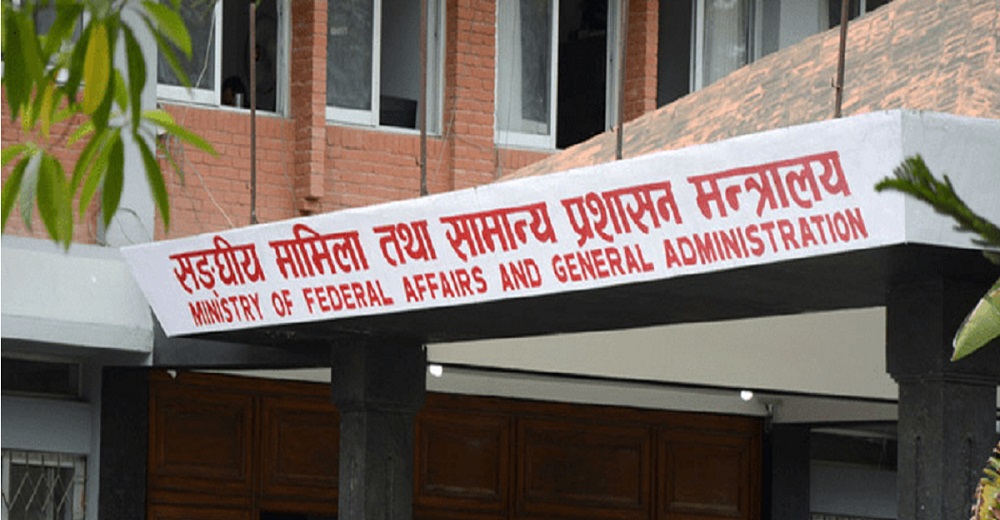 सङ्घीय मामिला तथा सामान्य प्रशासन मन्त्रालय
MINISTRY OF FEDERAL AFFAIRS AND GENERAL ADMINISTRATION